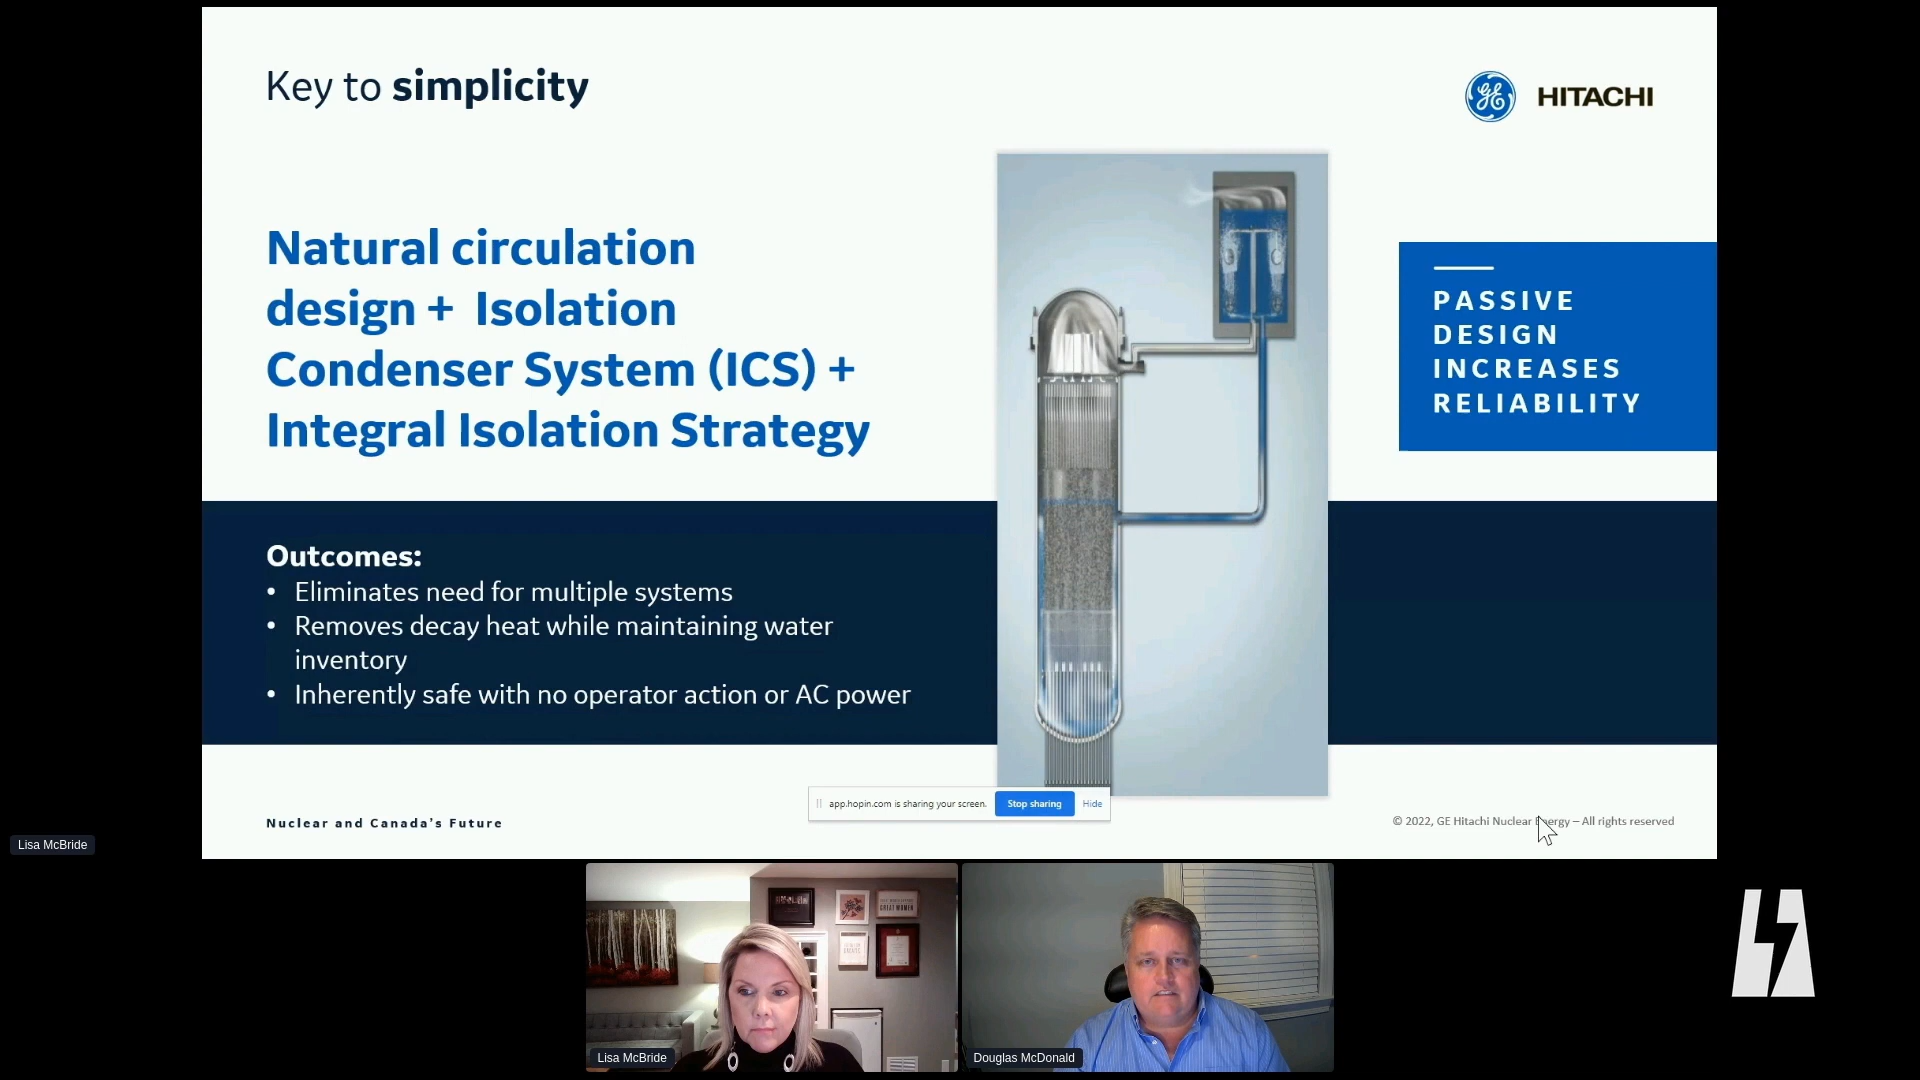 Key to simplicity
GE HITACHI
Natural circulation
design + Isolation
Condenser System (ICS) +
Integral Isolation Strategy
PASSIVE
DESIGN
INCREASES
RELIABILITY
Outcomes:
• Eliminates need for multiple systems
• Removes decay heat while maintaining water
inventory
• Inherently safe with no operator action or AC power
app.hopin.com is sharing your screen. Stop sharing Hide
Nuclear and Canada's Future
© 2022, GE Hitachi Nuclear Energy – All rights reserved
Lisa McBride
GREAT WOMEN
Lisa McBride
Douglas McDonald